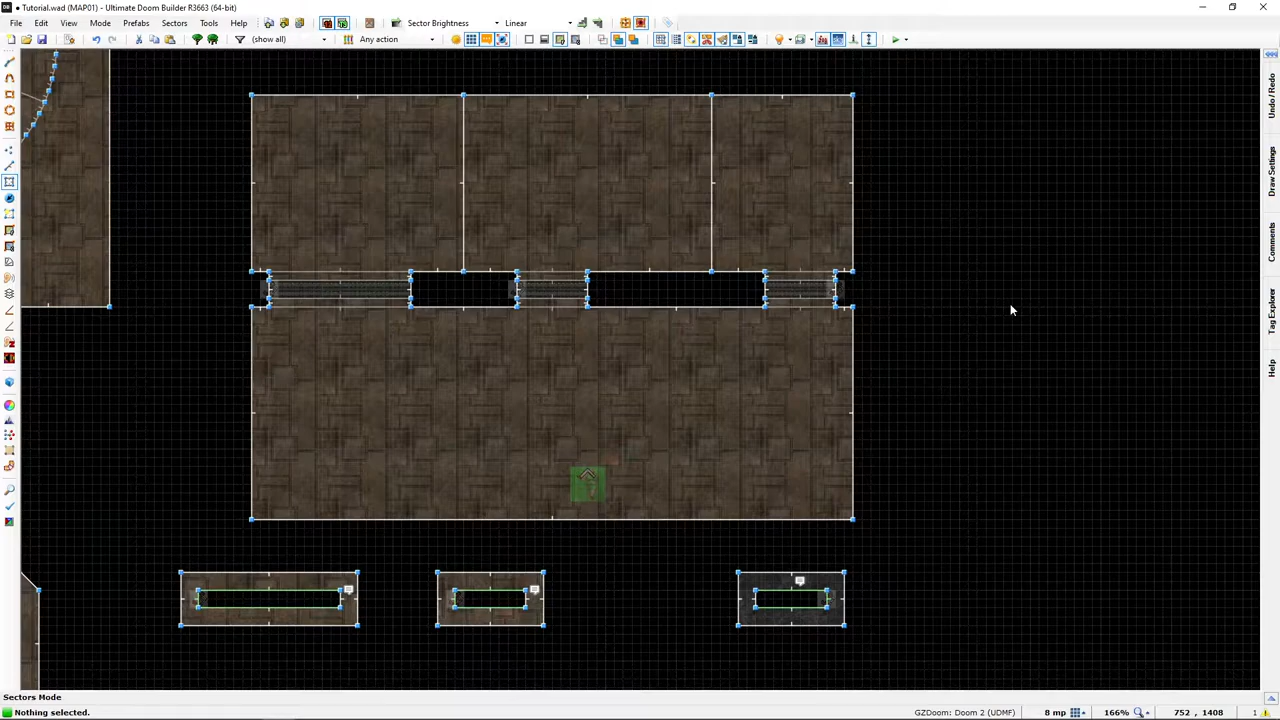 Tutorial.wad (MAP01) - Ultimate Doom Builder R3663 (64-bit)
File Edit View Mode Prefabs Sectors Tools Help Sector Brightness Linear
(show all) Any action
Undo / Redo
Draw Settings
Comments
Tag Explorer
Help
Sectors Mode
Nothing selected. GZDoom: Doom 2 (UDMF) 8 mp 166% 752 , 1408 1